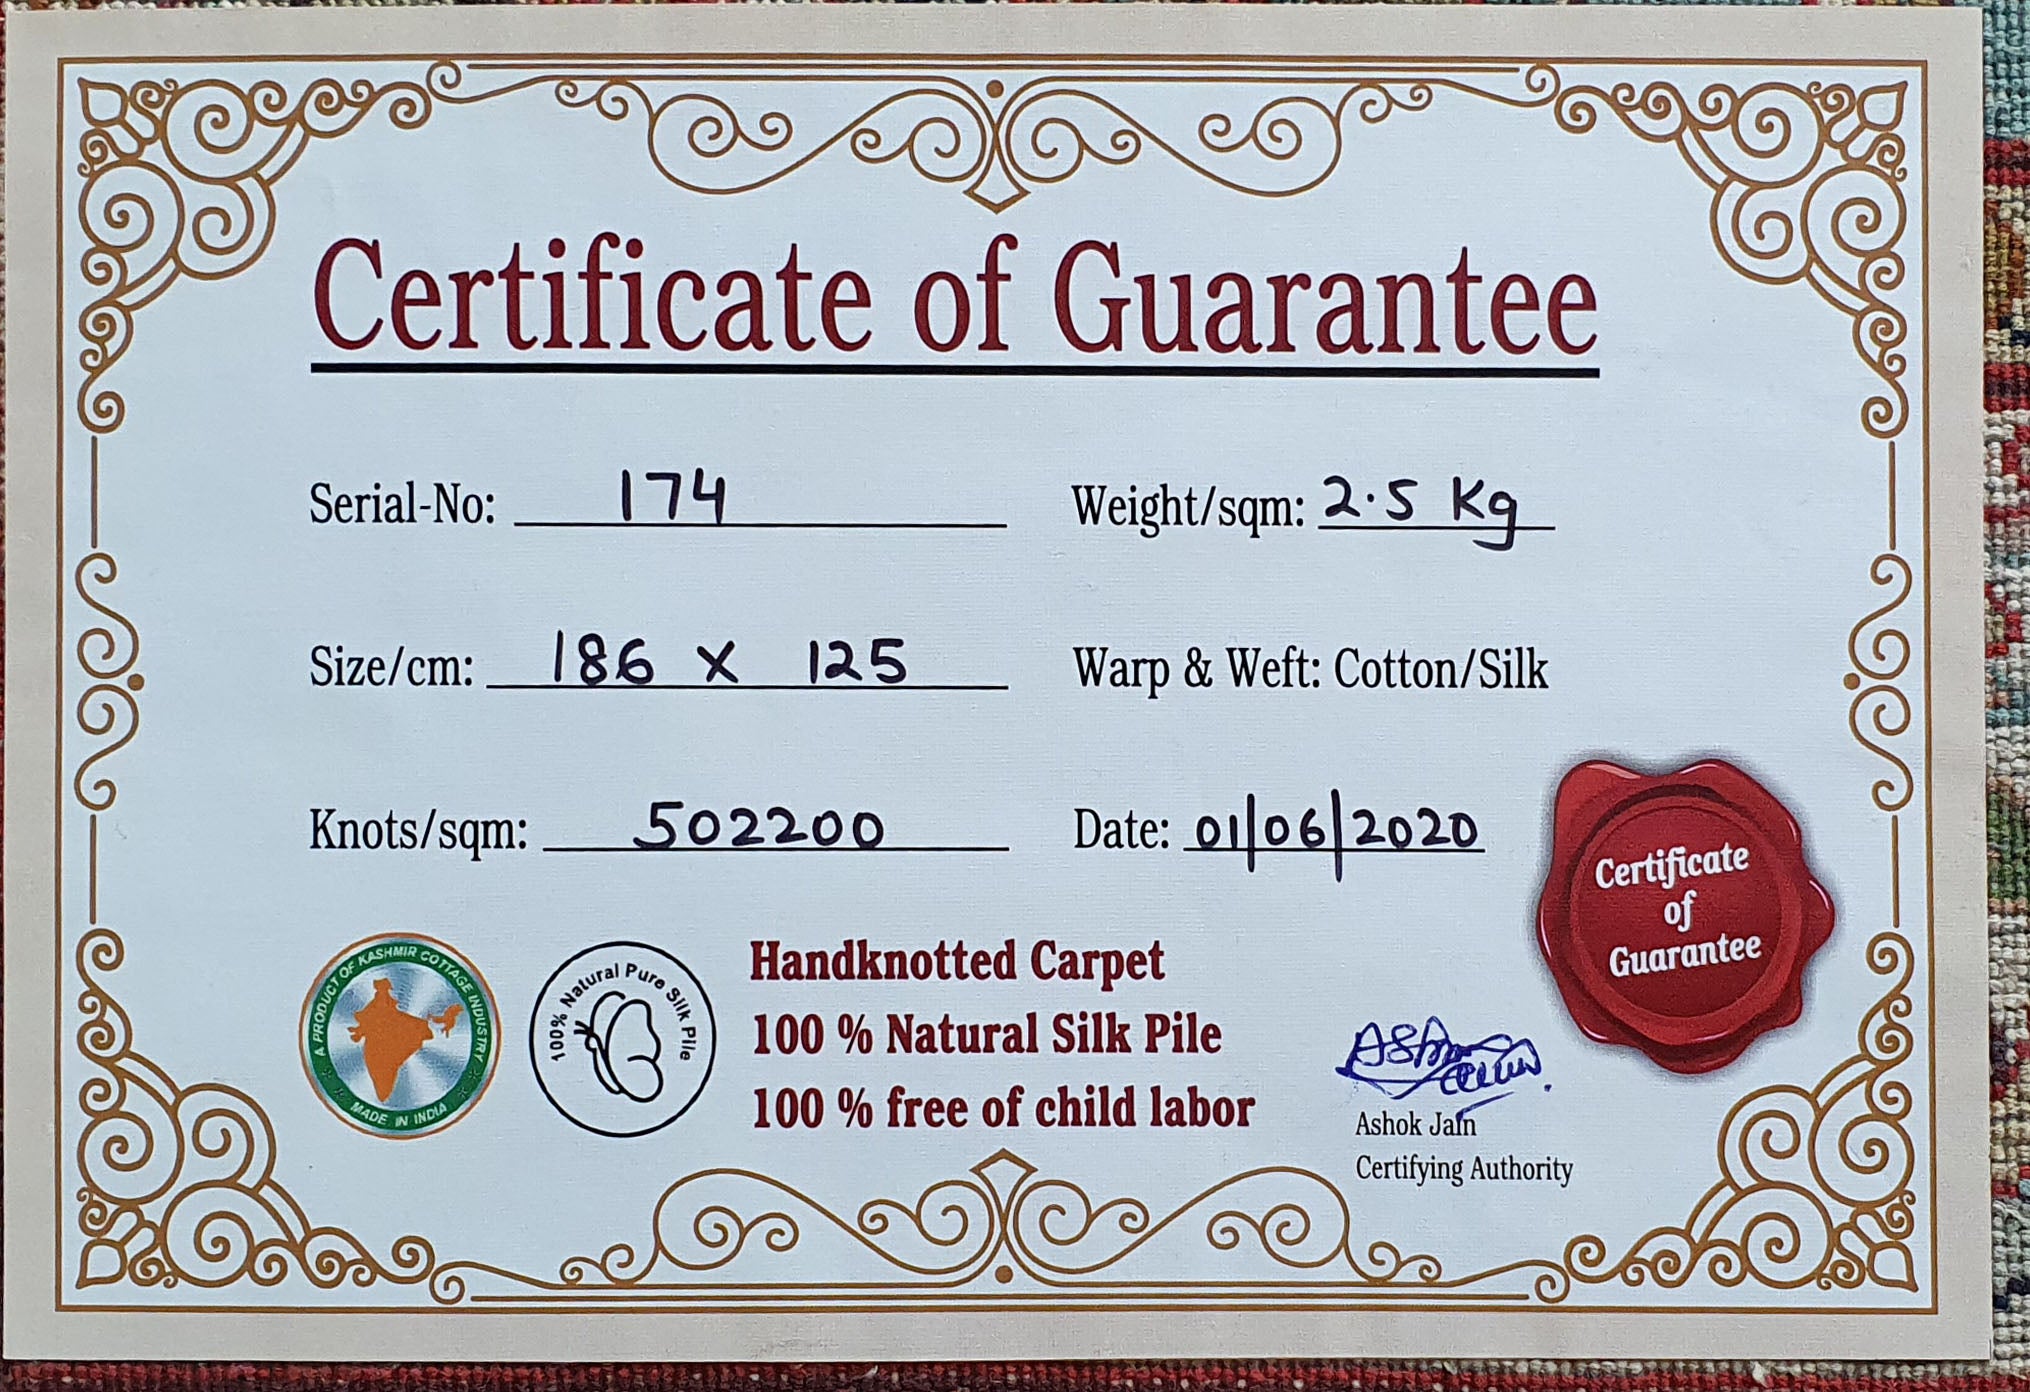 Certificate of Guarantee
Serial-No: 174
Weight/sqm: 2.5 Kg
Size/cm: 186 x 125
Warp & Weft: Cotton/Silk
Knots/sqm: 502200
Date: 01/06/2020
A PRODUCT OF KASHMIR COTTAGE INDUSTRY
MADE IN INDIA
100% Natural Pure Silk Pile
Handknotted Carpet
100 % Natural Silk Pile
100 % free of child labor
Certificate
of
Guarantee
Ashok Jain
Certifying Authority